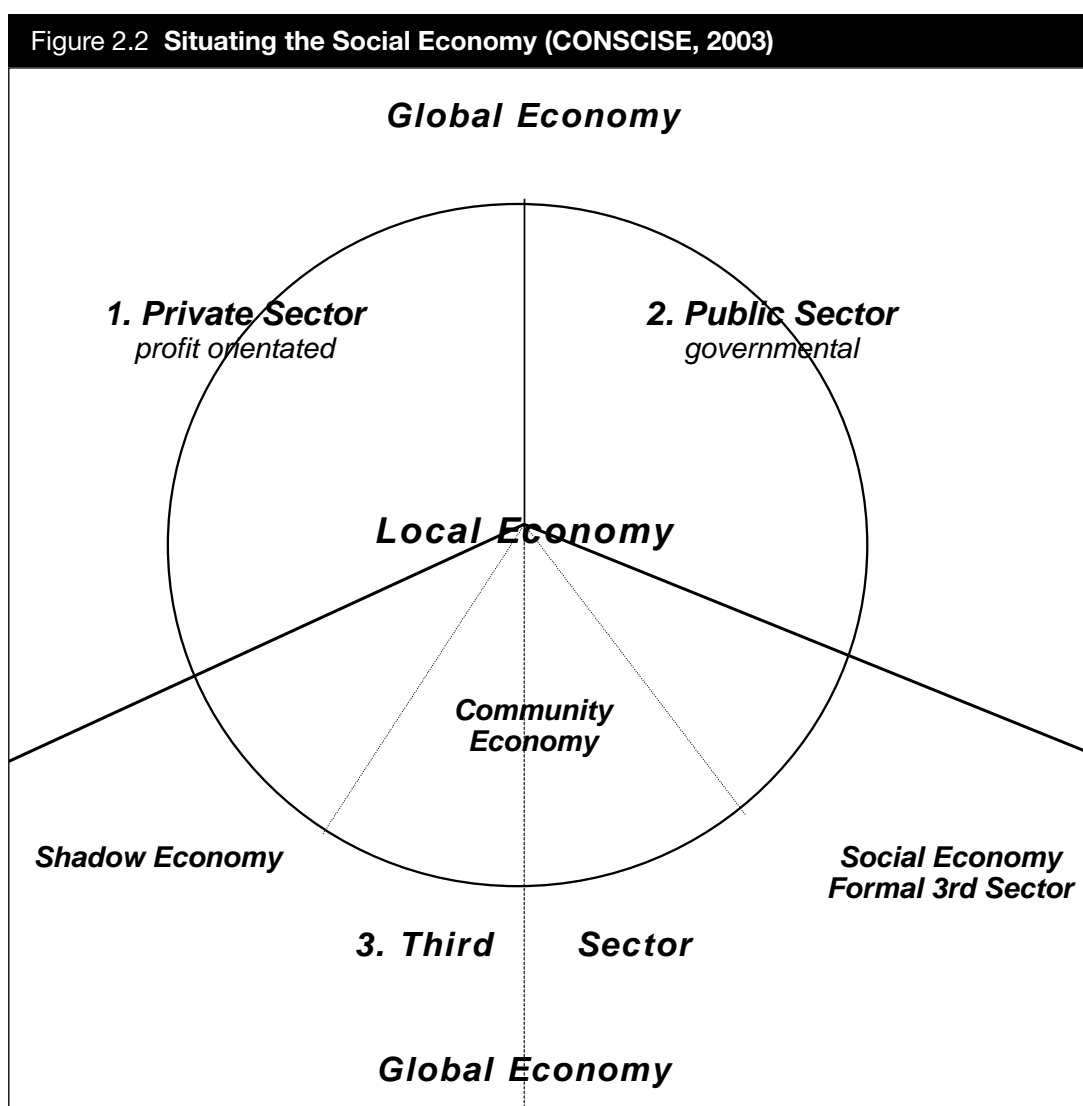 Figure 2.2 Situating the Social Economy (CONSCISE, 2003)
Global Economy
1. Private Sector
profit orientated
2. Public Sector
governmental
Local Economy
Community
Economy
Shadow Economy
Social Economy
Formal 3rd Sector
3. Third Sector
Global Economy